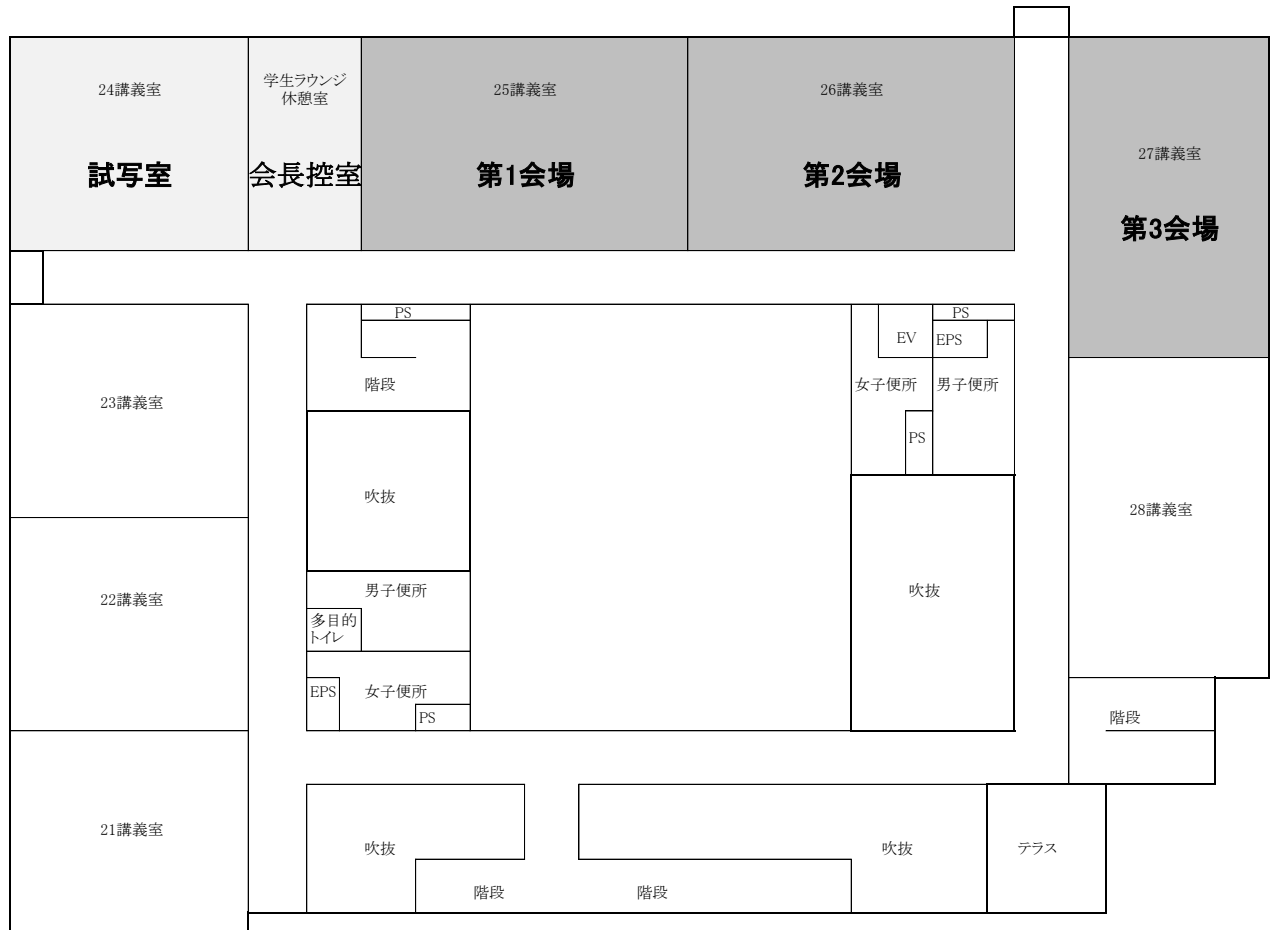 24講義室
試写室
学生ラウンジ
休憩室
会長控室
25講義室
第1会場
26講義室
第2会場
27講義室
第3会場
PS
階段
EV
PS
EPS
女子便所
男子便所
PS
23講義室
吹抜
28講義室
22講義室
男子便所
多目的
トイレ
吹抜
EPS
女子便所
PS
階段
21講義室
吹抜
階段
階段
吹抜
テラス